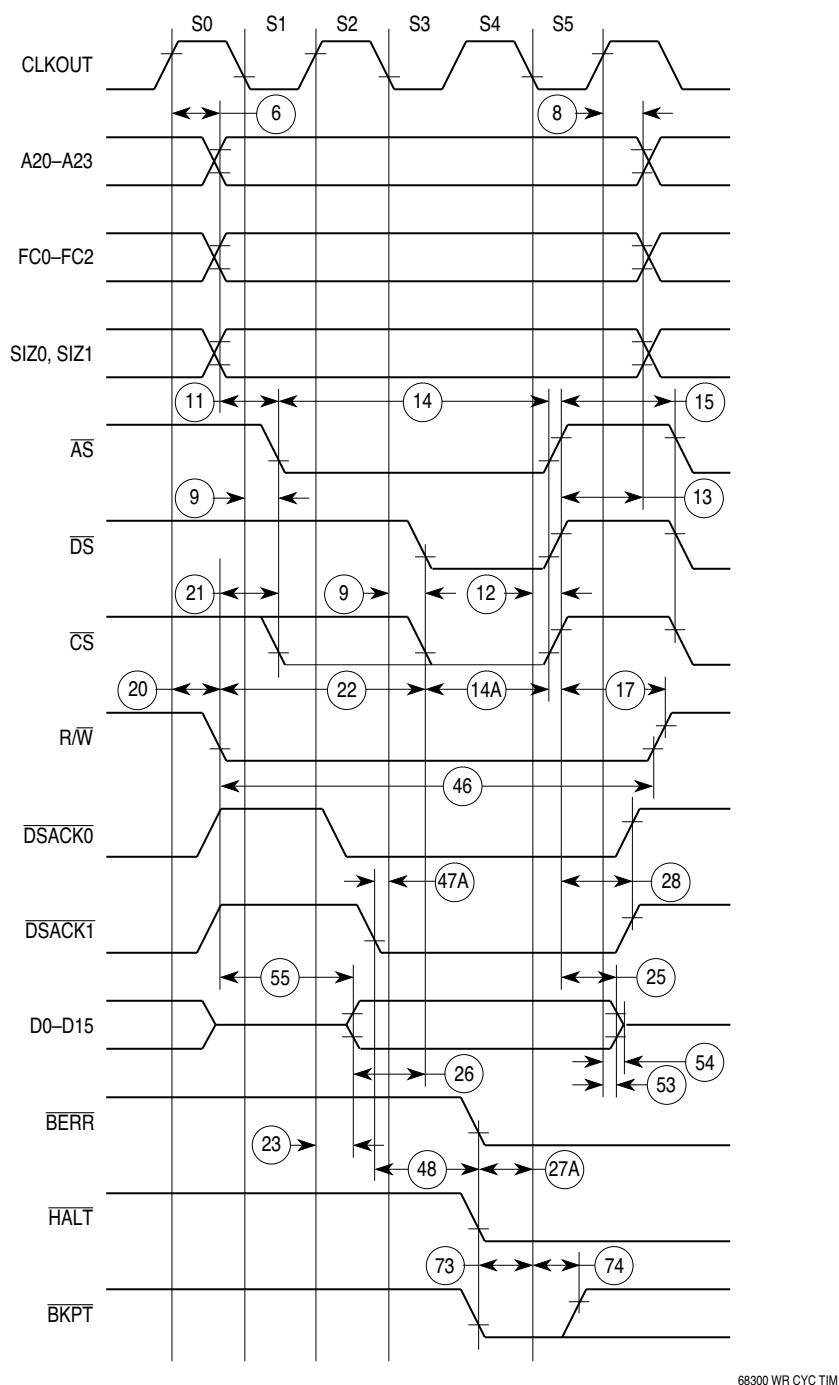 S0 S1 S2 S3 S4 S5
CLKOUT
6 8
A20–A23
FC0–FC2
SIZ0, SIZ1
11 14 15
AS
9 13
DS
21 9 12
CS
20 22 14A 17
R/W
46
DSACK0
47A 28
DSACK1
55 25
D0–D15
54
26 53
BERR
23 48 27A
HALT
73 74
BKPT
68300 WR CYC TIM